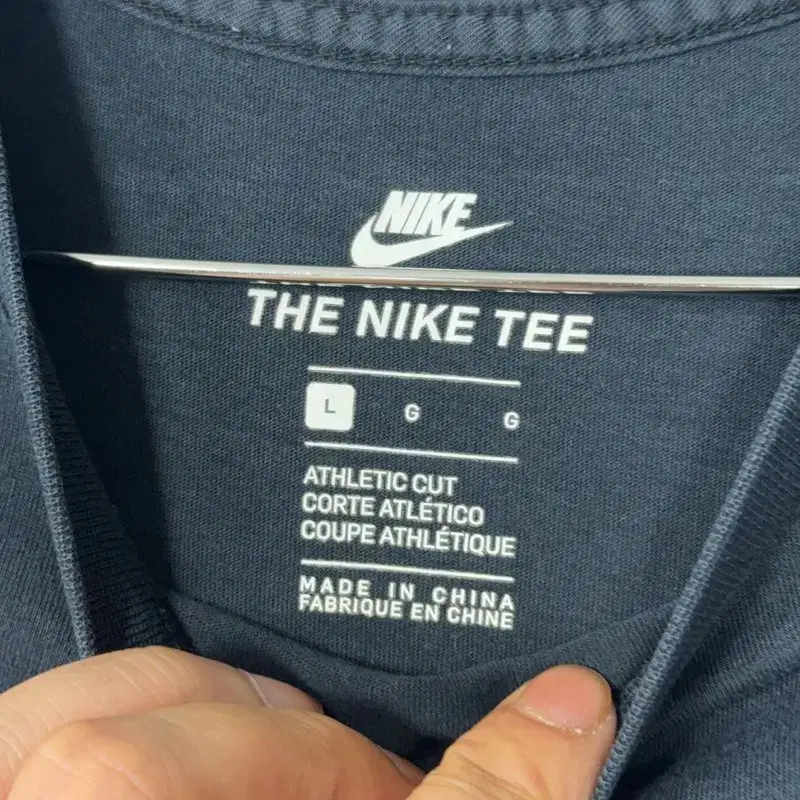 NIKE
THE NIKE TEE
L G G
ATHLETIC CUT
CORTE ATLÉTICO
COUPE ATHLÉTIQUE
MADE IN CHINA
FABRIQUE EN CHINE